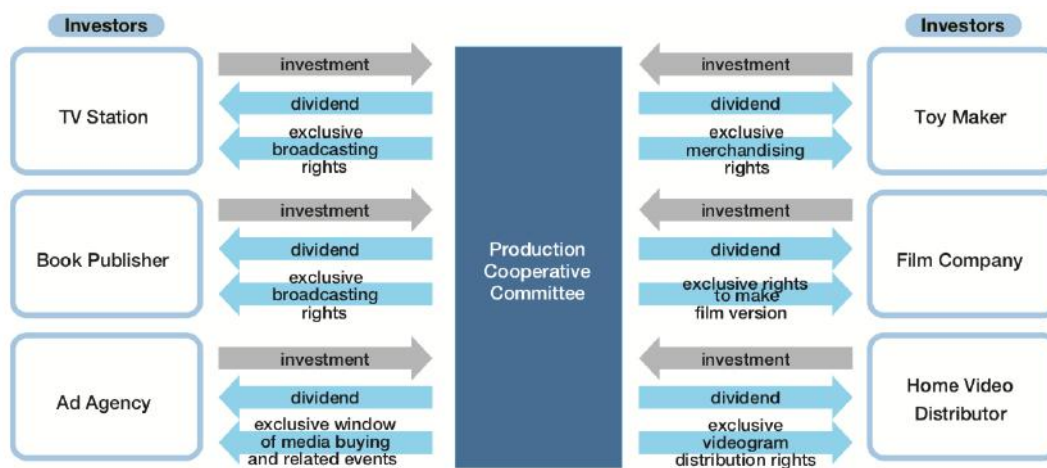 Investors
TV Station
investment
dividend
exclusive
broadcasting
rights
Book Publisher
investment
dividend
exclusive
broadcasting
rights
Ad Agency
investment
dividend
exclusive window
of media buying
and related events
Production
Cooperative
Committee
Investors
investment
dividend
exclusive
merchandising
rights
Toy Maker
investment
dividend
exclusive rights
to make
film version
Film Company
investment
dividend
exclusive
videogram
distribution rights
Home Video
Distributor